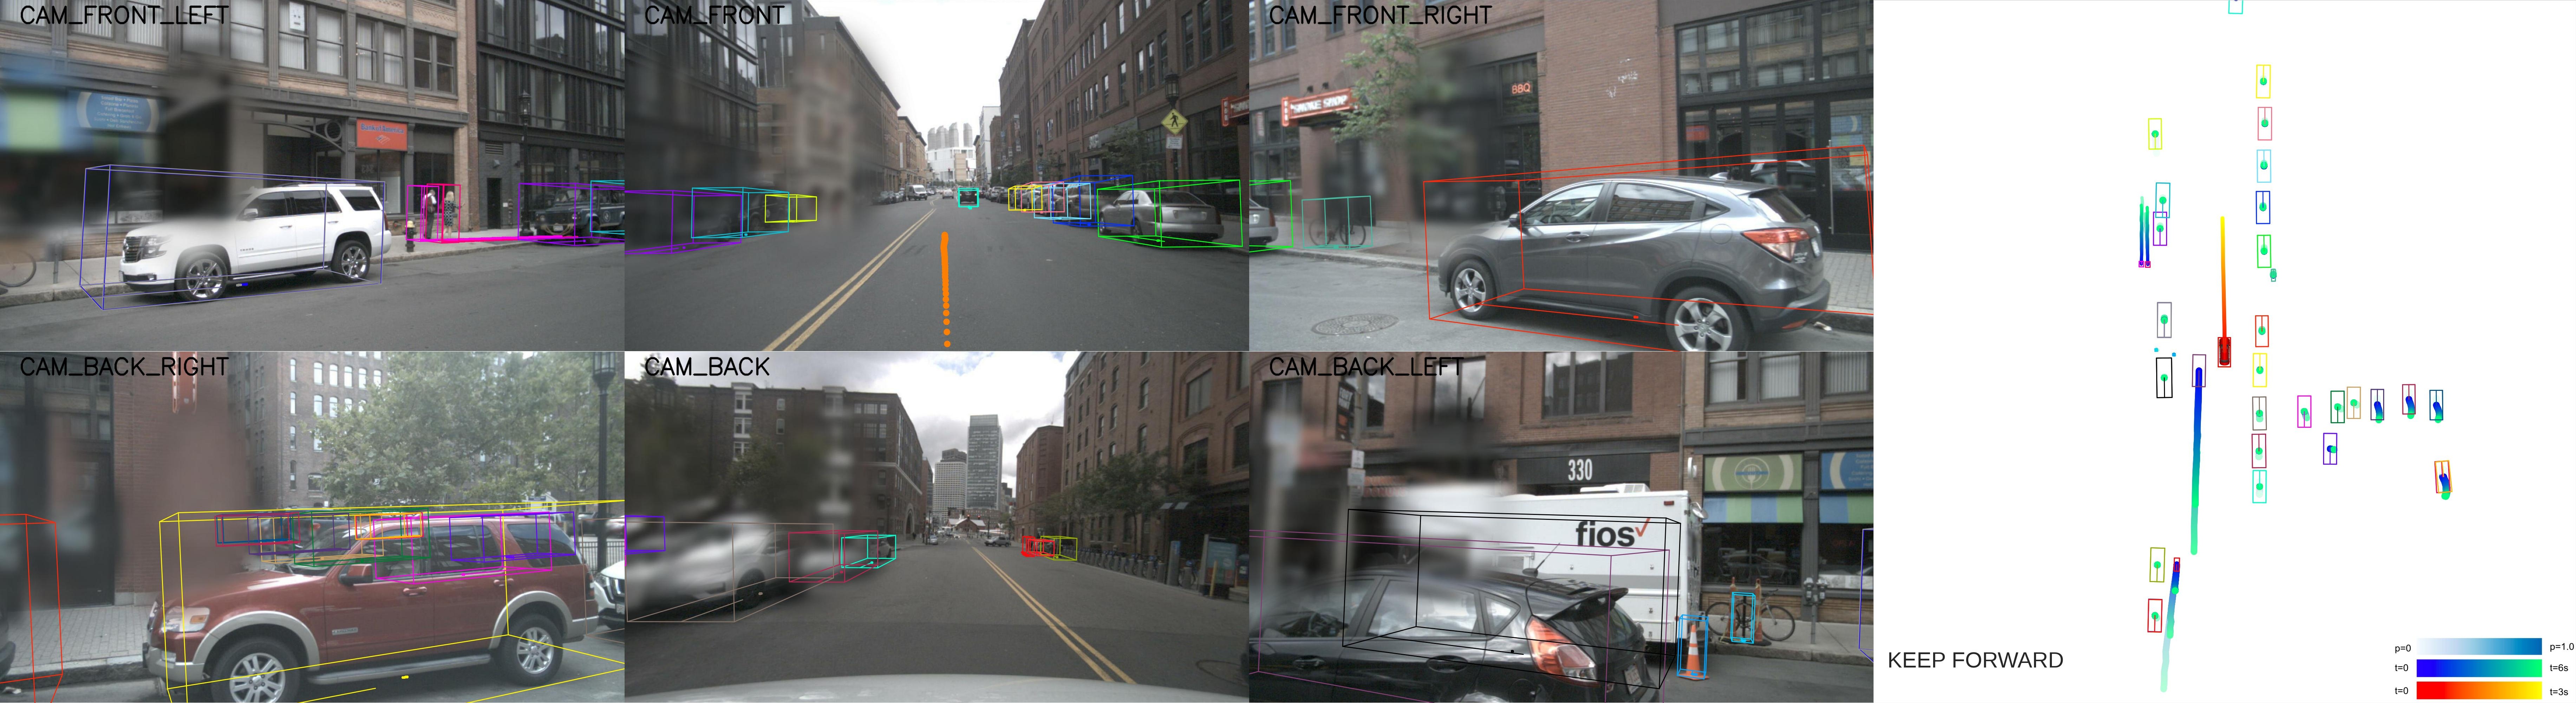 CAM_FRONT_LEFT
CAM_FRONT
CAM_FRONT_RIGHT
SMOKE SHOP
BBQ
CAM_BACK_RIGHT
CAM_BACK
CAM_BACK_LEFT
330
fios
KEEP FORWARD
p=0
p=1.0
t=0
t=6s
t=0
t=3s